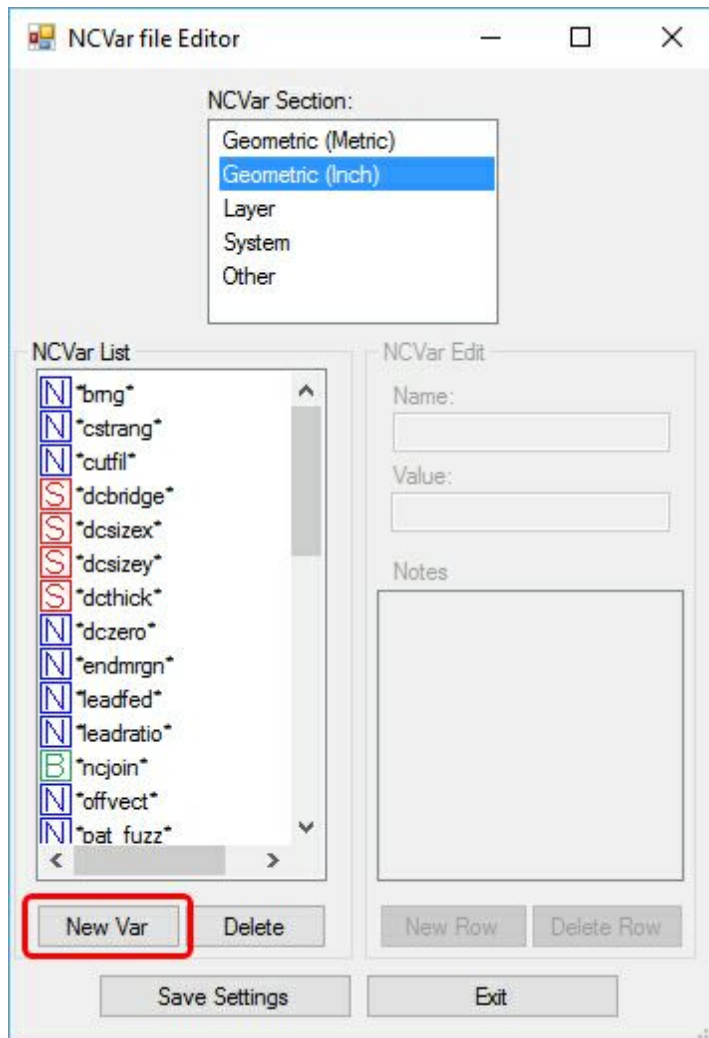 NCVar file Editor
NCVar Section:
Geometric (Metric)
Geometric (Inch)
Layer
System
Other
NCVar List
N *brng*
N *cstrang*
N *cutfil*
S *dcbridge*
S *dcsizex*
S *dcsizey*
S *dcthick*
N *dczero*
N *endmrgn*
N *leadfed*
N *leadratio*
B *ncjoin*
N *offvect*
N *pat_fuzz*
New Var
Delete
NCVar Edit
Name:
Value:
Notes
New Row
Delete Row
Save Settings
Exit